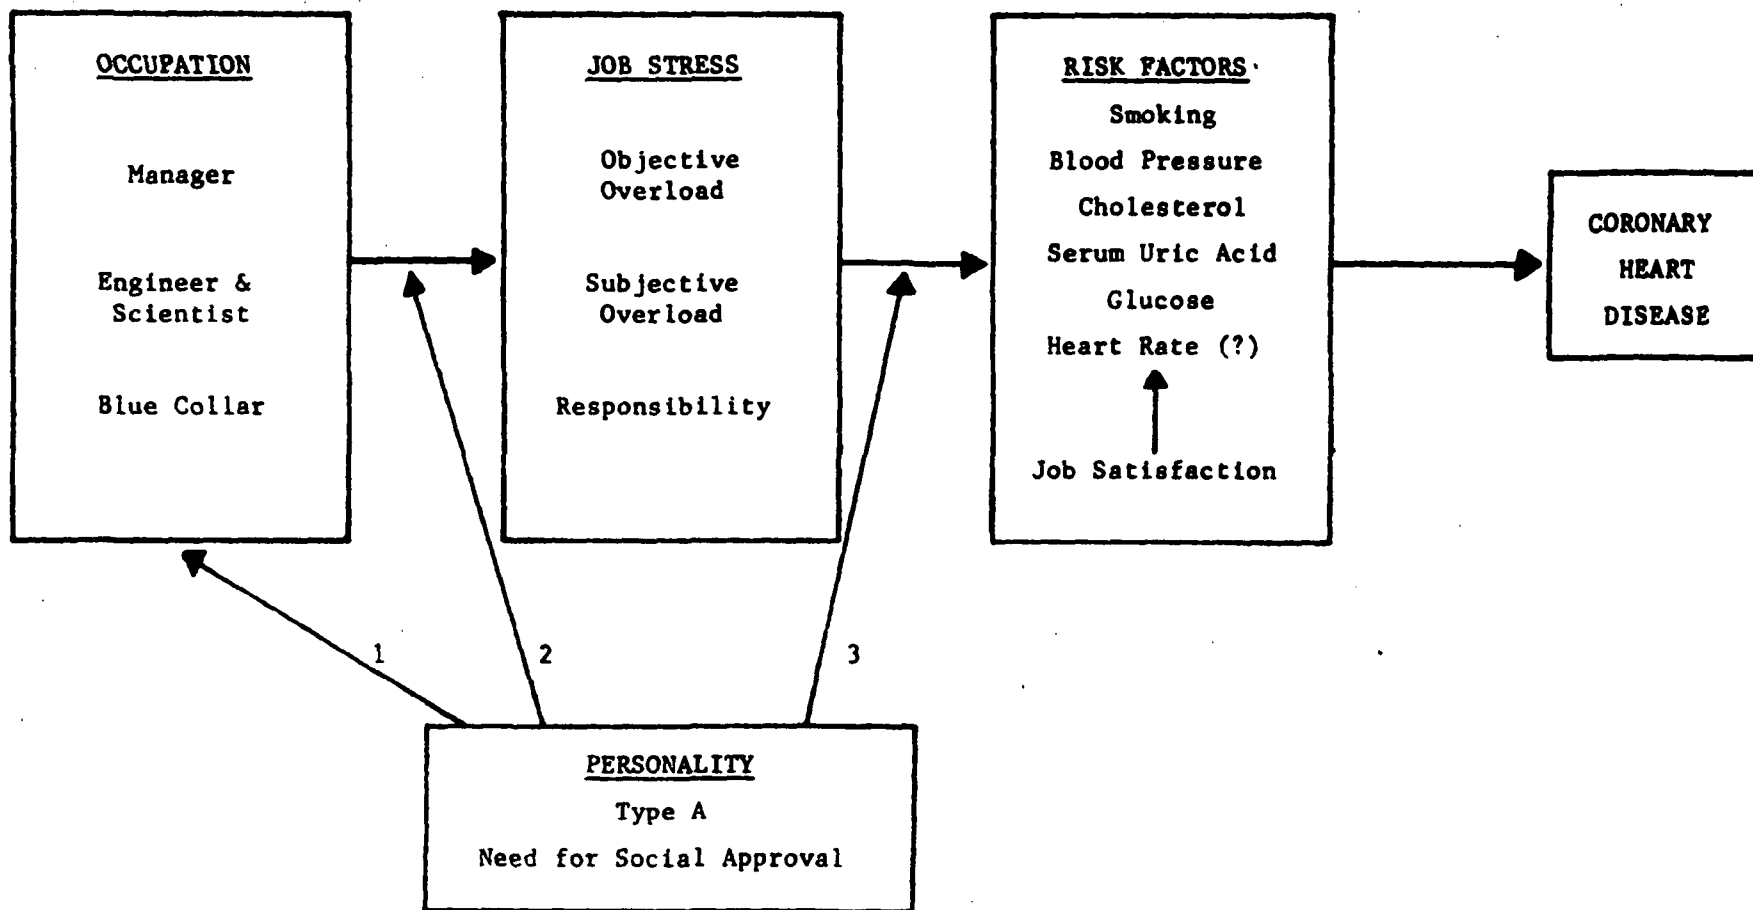 OCCUPATION
Manager
Engineer &
Scientist
Blue Collar
JOB STRESS
Objective
Overload
Subjective
Overload
Responsibility
RISK FACTORS
Smoking
Blood Pressure
Cholesterol
Serum Uric Acid
Glucose
Heart Rate (?)
Job Satisfaction
CORONARY
HEART
DISEASE
1
2
3
PERSONALITY
Type A
Need for Social Approval